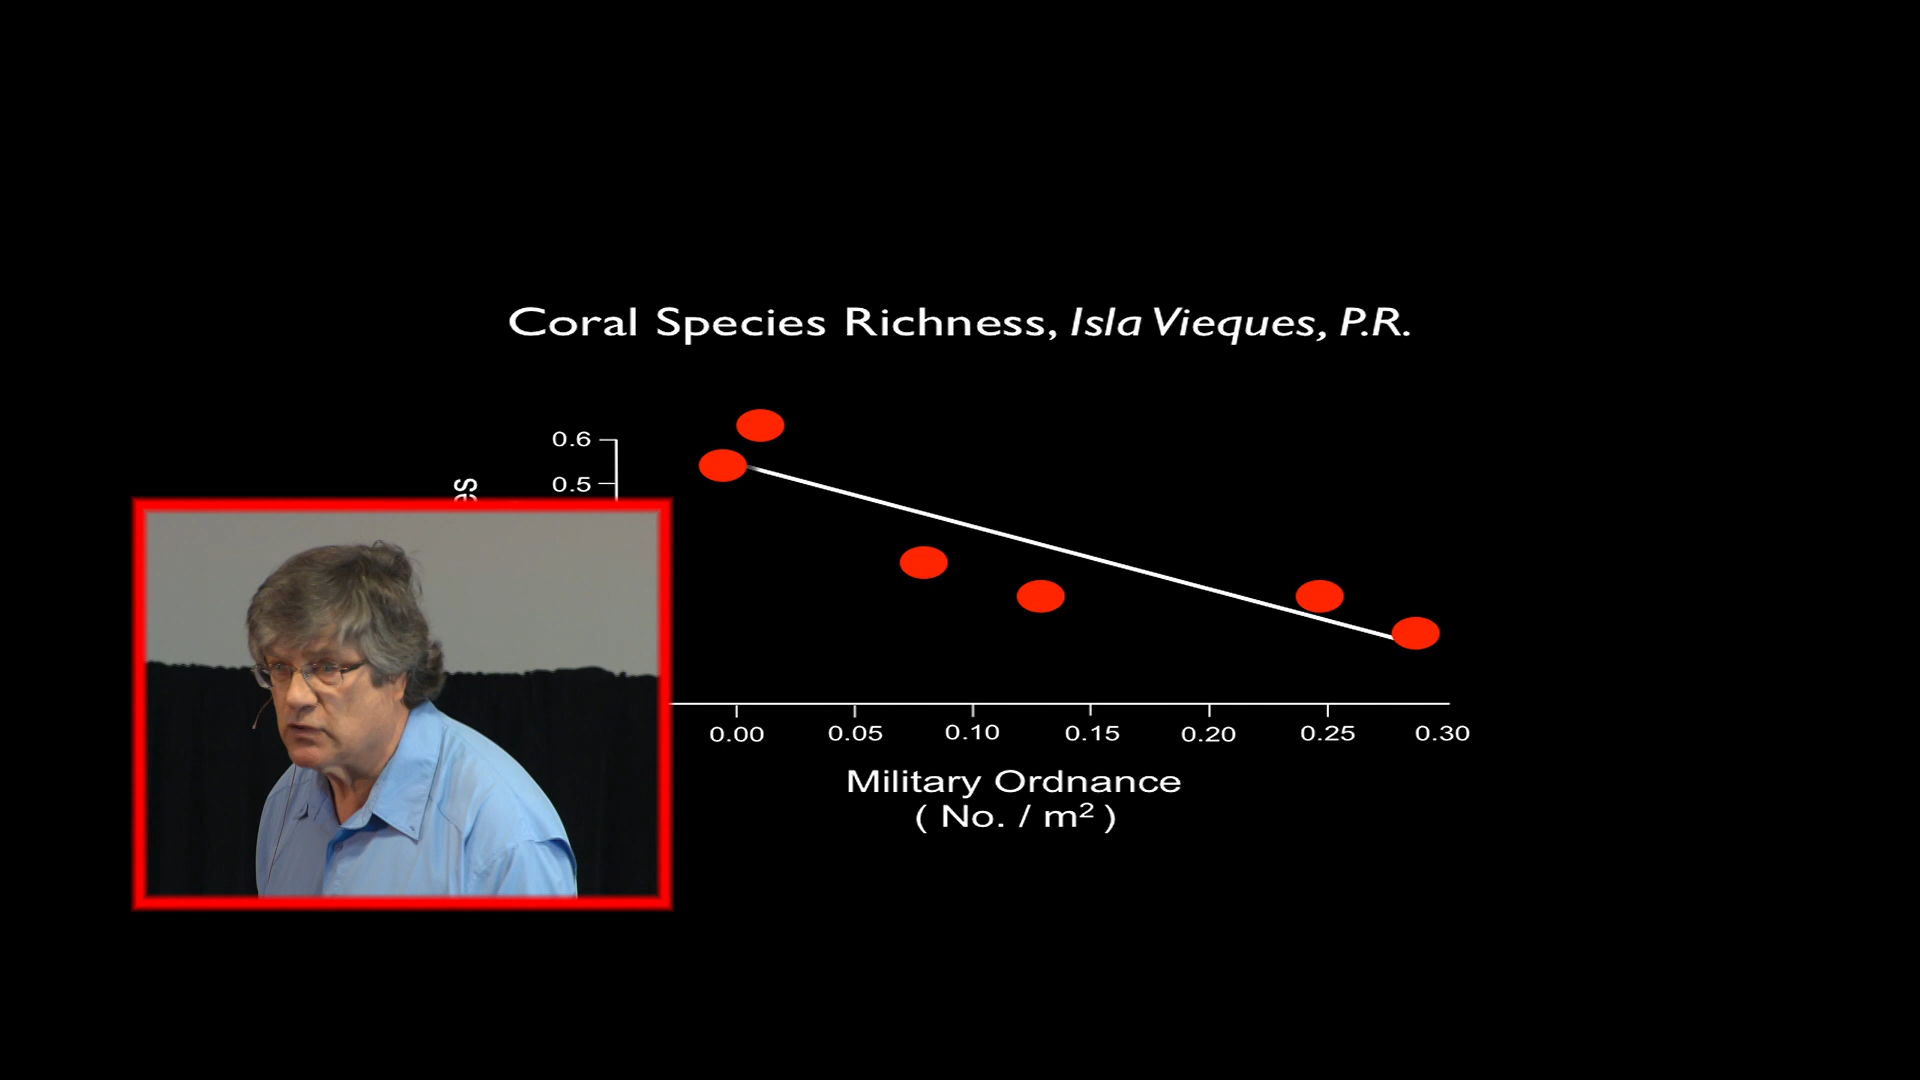 Coral Species Richness, Isla Vieques, P.R.
0.6
0.5
0.00 0.05 0.10 0.15 0.20 0.25 0.30
Military Ordnance
( No. / m² )